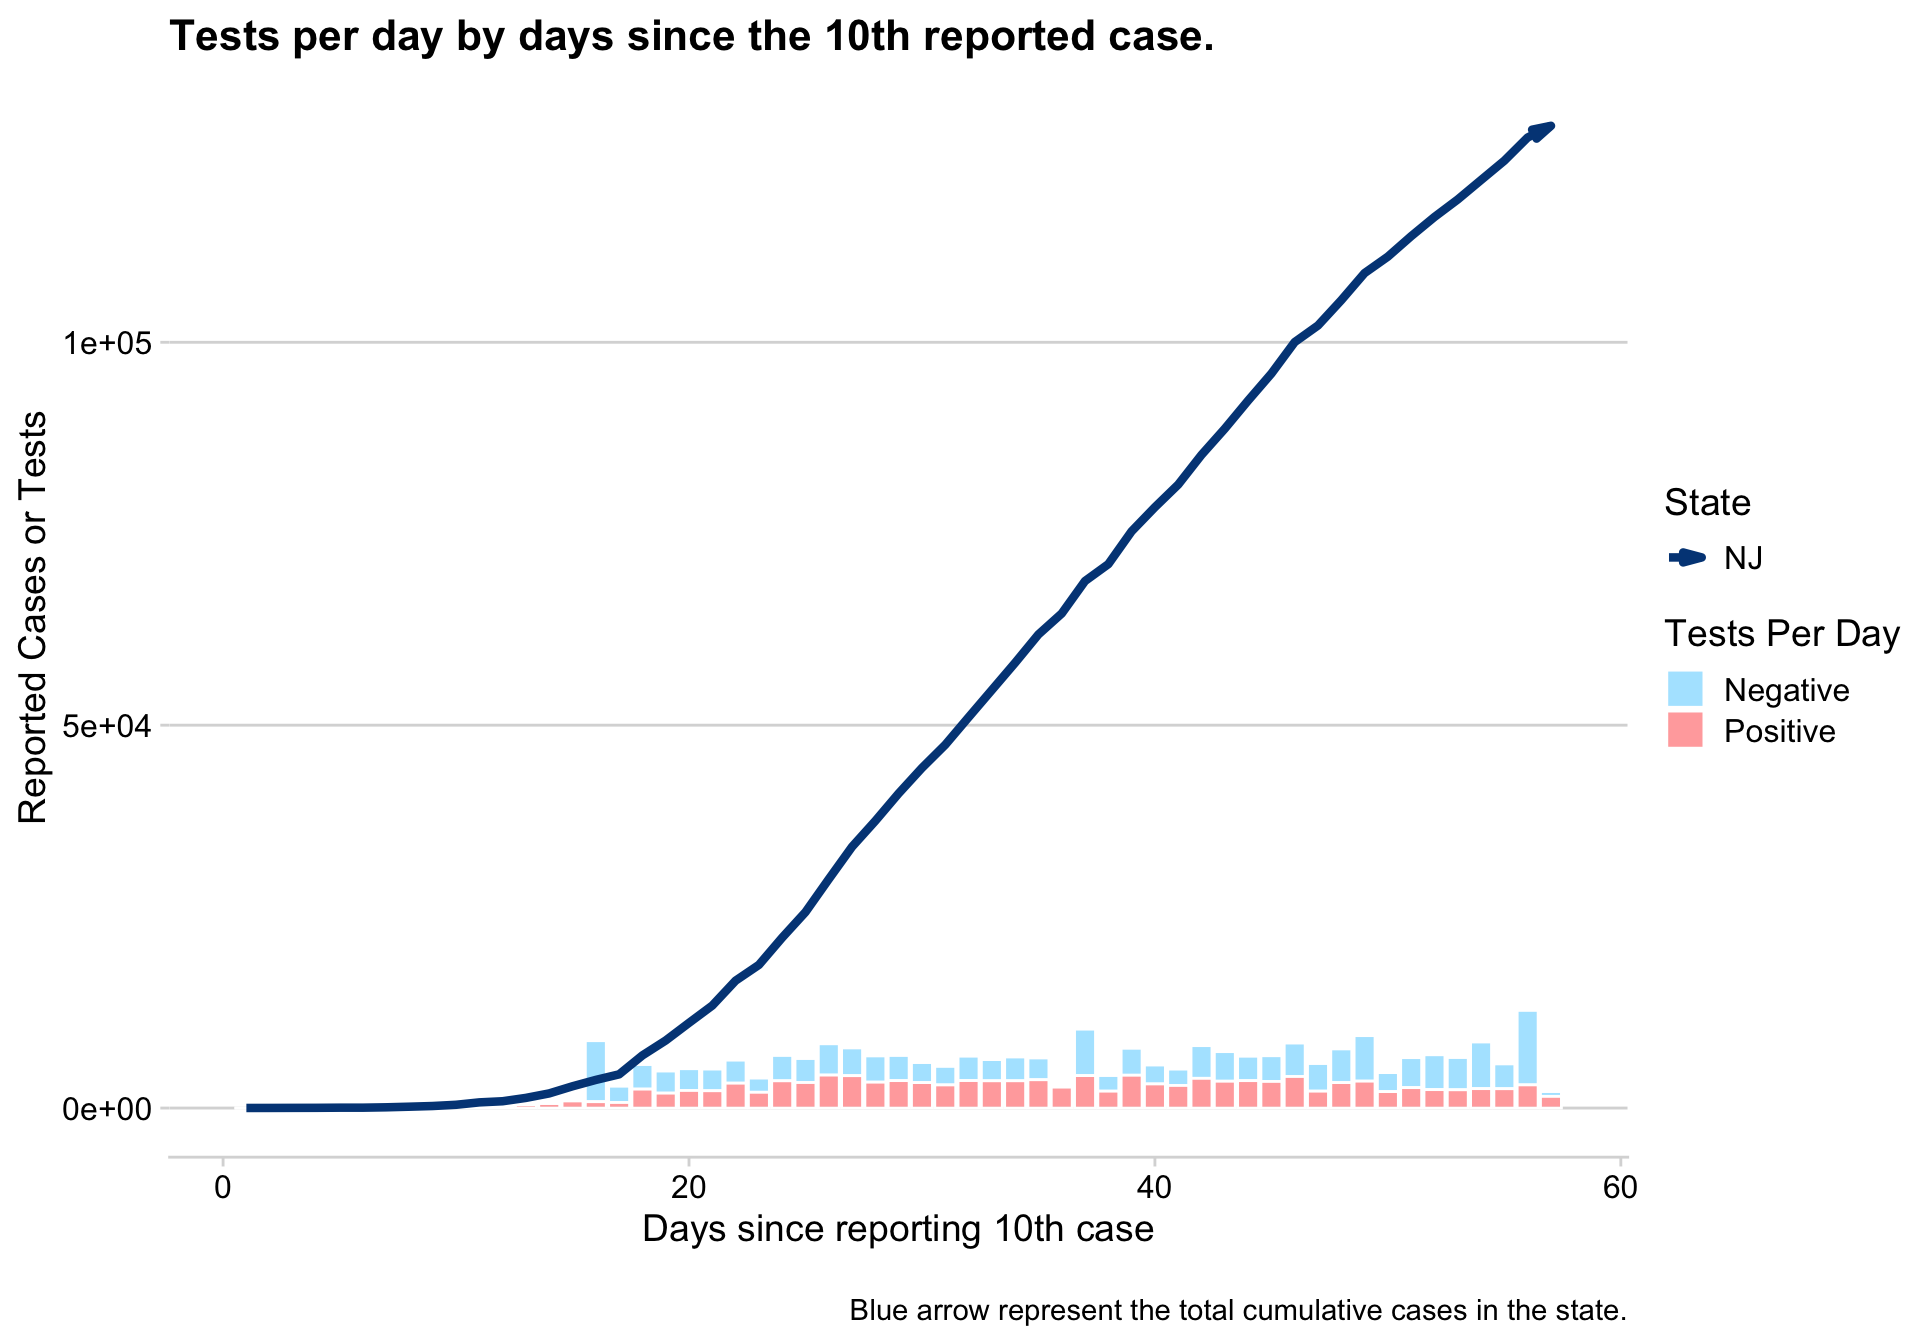 Tests per day by days since the 10th reported case.
Reported Cases or Tests
1e+05
5e+04
0e+00
0
20
40
60
Days since reporting 10th case
State
NJ
Tests Per Day
Negative
Positive
Blue arrow represent the total cumulative cases in the state.